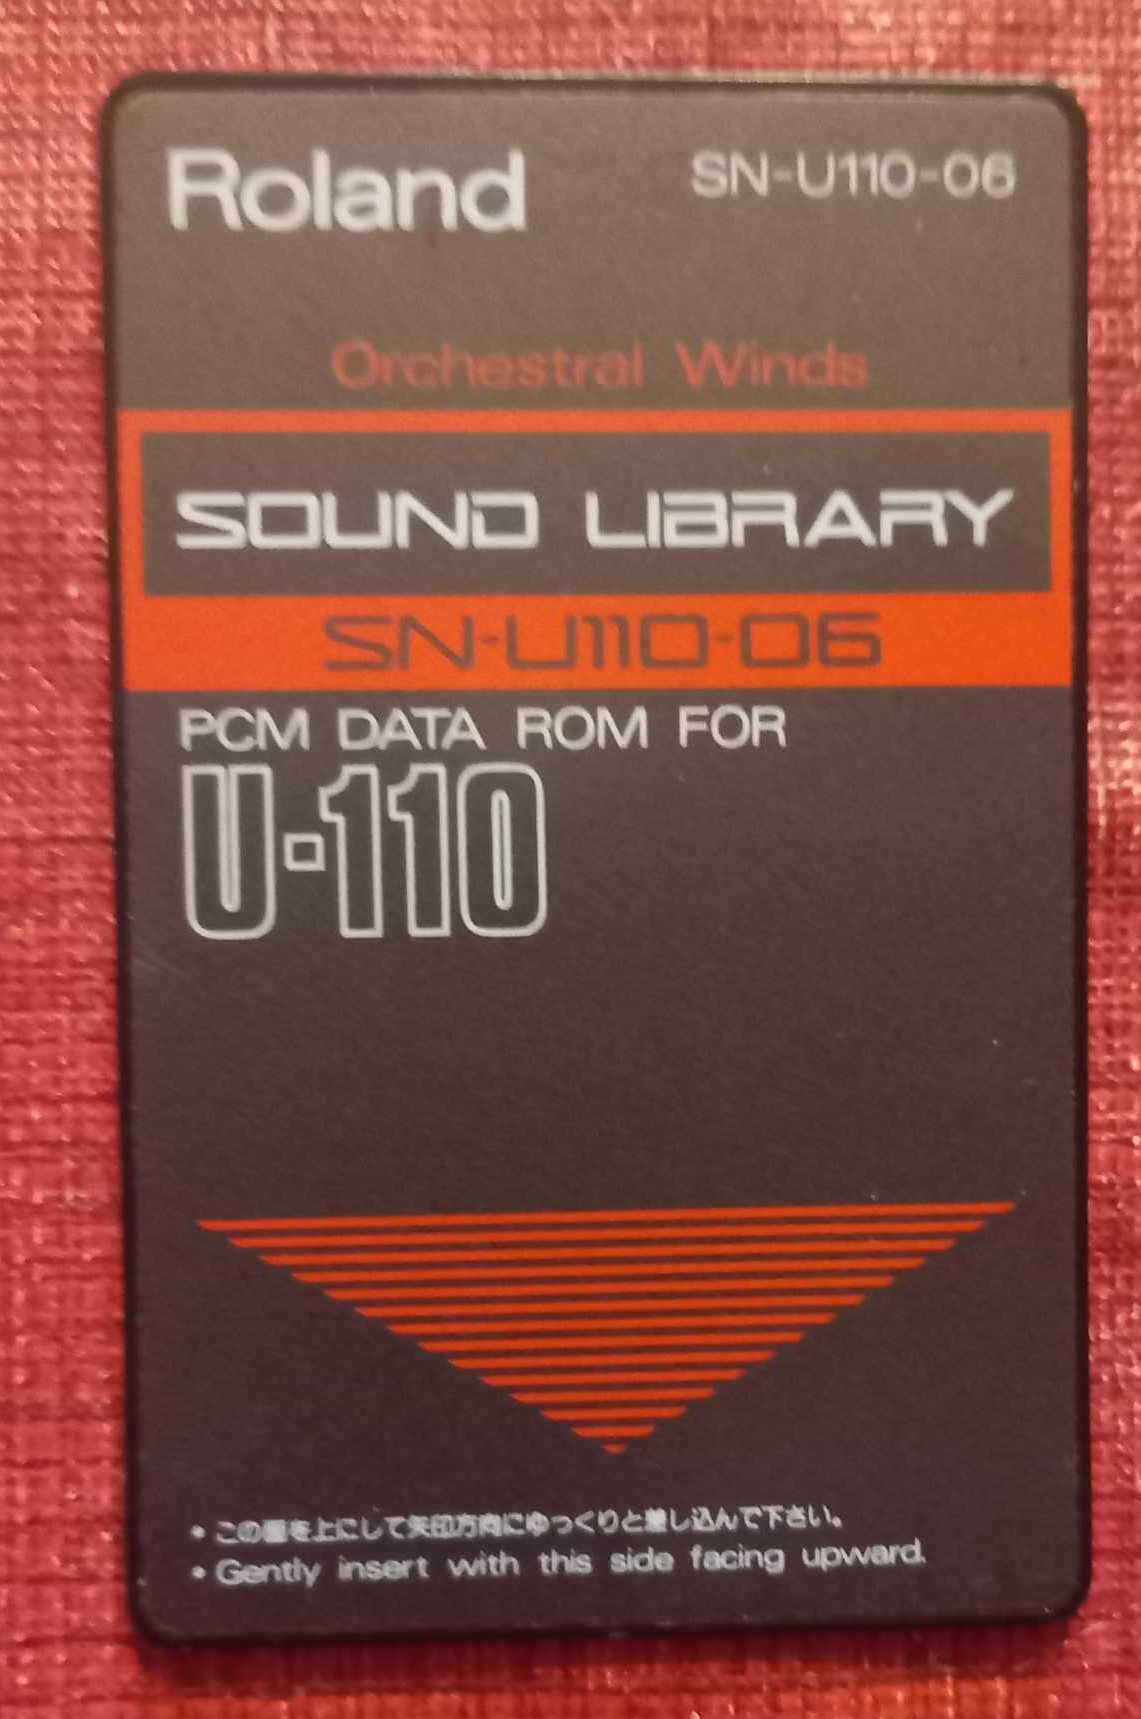 Roland
SN-U110-06
Orchestral Winds
SOUND LIBRARY
SN-U110-06
PCM DATA ROM FOR
U-110
• この面を上にして矢印方向にゆっくりと差し込んで下さい。
• Gently insert with this side facing upward.